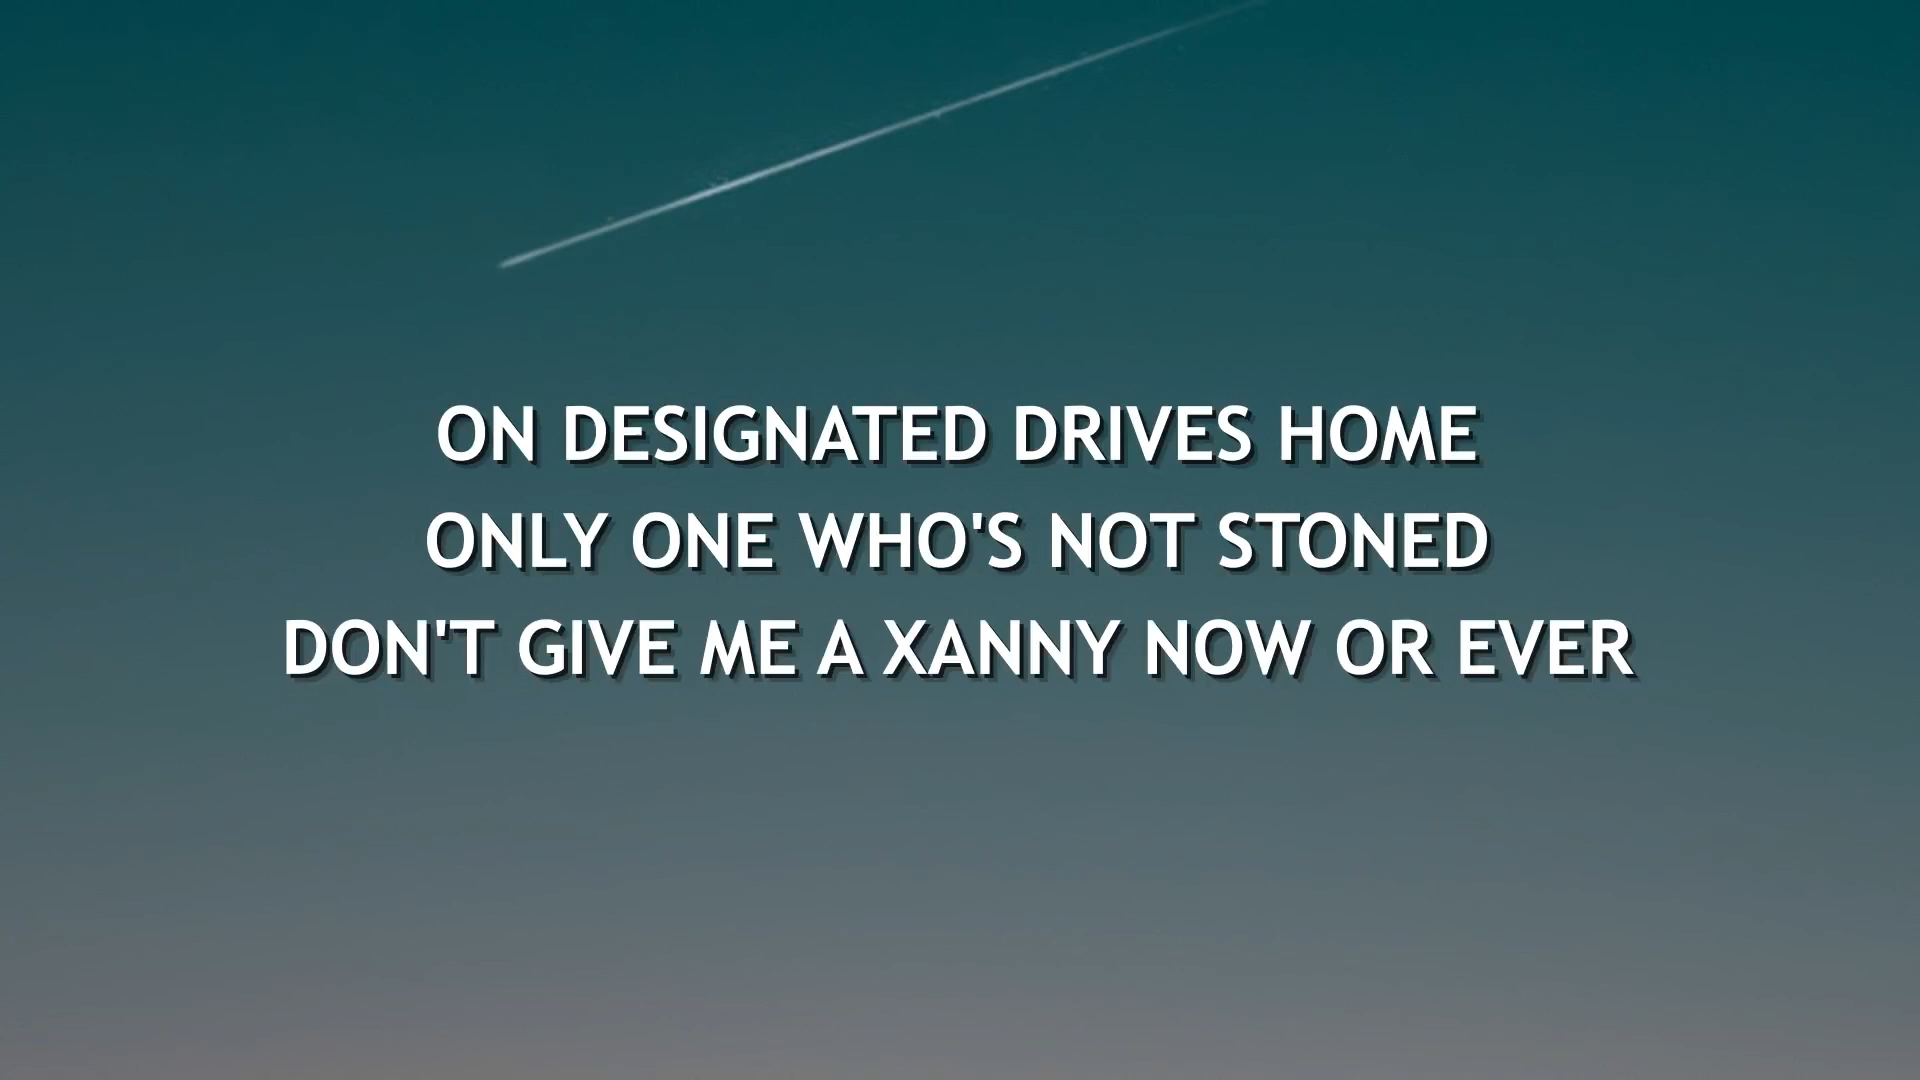 ON DESIGNATED DRIVES HOME
ONLY ONE WHO'S NOT STONED
DON'T GIVE ME A XANNY NOW OR EVER